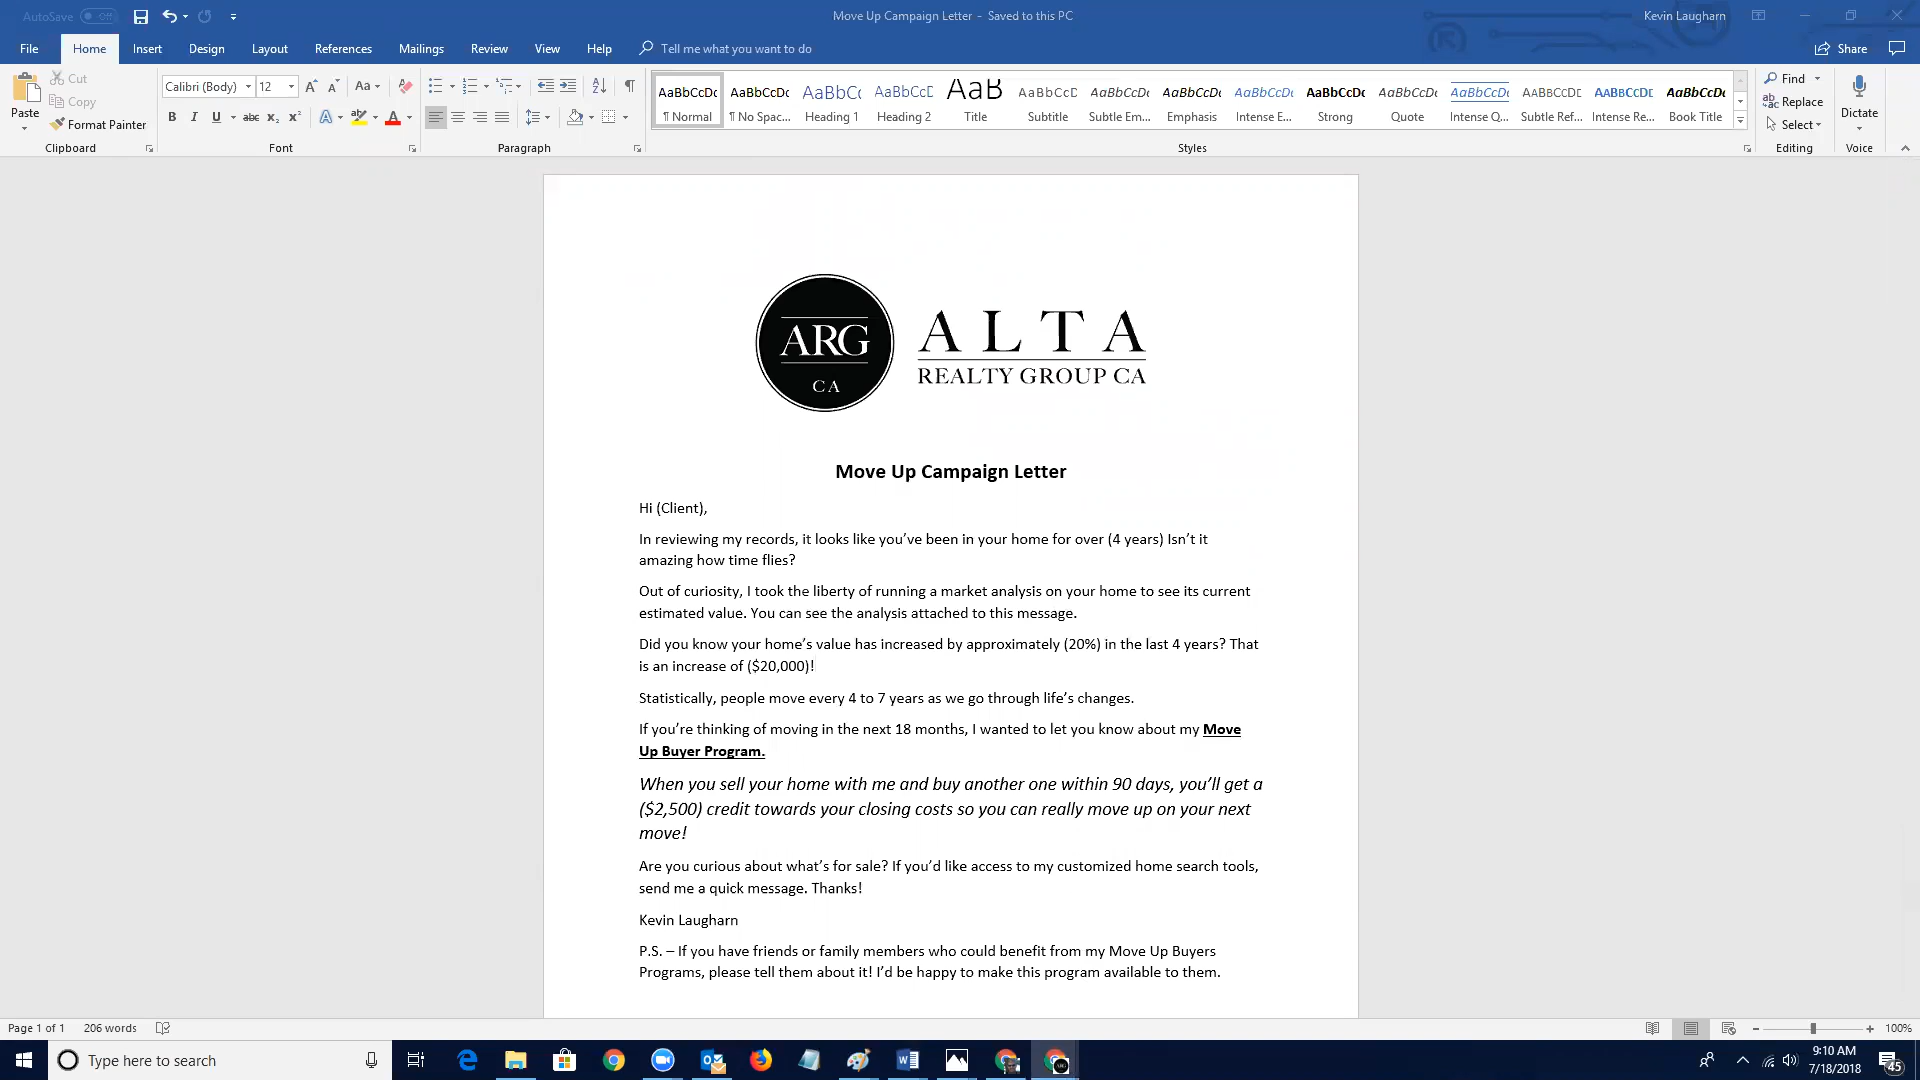 AutoSave Off
Move Up Campaign Letter - Saved to this PC
Kevin Laugharn
File Home Insert Design Layout References Mailings Review View Help Tell me what you want to do
Share
Paste
Cut
Copy
Format Painter
Clipboard
Calibri (Body) 12
Font
Paragraph
AaBbCcDc AaBbCcDc AaBbC AaBbCcD AaB AaBbCcD AaBbCcDc AaBbCcDc AaBbCcDc AaBbCcDc AaBbCcDc AaBbCcDc AABBCCDE AABBCCDE AaBbCcDc
¶ Normal ¶ No Spac... Heading 1 Heading 2 Title Subtitle Subtle Em... Emphasis Intense E... Strong Quote Intense Q... Subtle Ref... Intense Re... Book Title
Styles
Find
Replace
Select
Editing
Dictate
Voice
ARG
CA
ALTA
REALTY GROUP CA
Move Up Campaign Letter
Hi (Client),
In reviewing my records, it looks like you’ve been in your home for over (4 years) Isn’t it
amazing how time flies?
Out of curiosity, I took the liberty of running a market analysis on your home to see its current
estimated value. You can see the analysis attached to this message.
Did you know your home’s value has increased by approximately (20%) in the last 4 years? That
is an increase of ($20,000)!
Statistically, people move every 4 to 7 years as we go through life’s changes.
If you’re thinking of moving in the next 18 months, I wanted to let you know about my Move
Up Buyer Program.
When you sell your home with me and buy another one within 90 days, you’ll get a
($2,500) credit towards your closing costs so you can really move up on your next
move!
Are you curious about what’s for sale? If you’d like access to my customized home search tools,
send me a quick message. Thanks!
Kevin Laugharn
P.S. – If you have friends or family members who could benefit from my Move Up Buyers
Programs, please tell them about it! I’d be happy to make this program available to them.
Page 1 of 1 206 words
100%
Type here to search
9:10 AM
7/18/2018
45